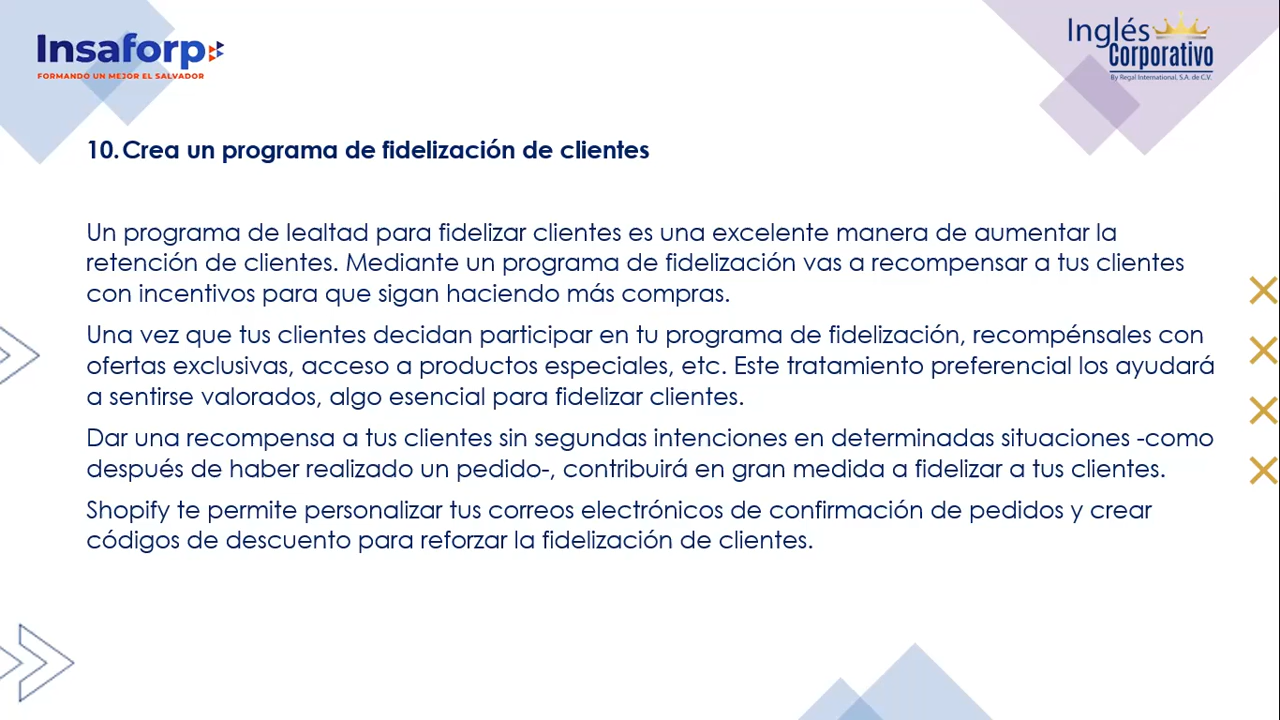 Insaforp
FORMANDO UN MEJOR EL SALVADOR
Inglés
Corporativo
By Regal International, S.A. de C.V.
10. Crea un programa de fidelización de clientes
Un programa de lealtad para fidelizar clientes es una excelente manera de aumentar la
retención de clientes. Mediante un programa de fidelización vas a recompensar a tus clientes
con incentivos para que sigan haciendo más compras.
Una vez que tus clientes decidan participar en tu programa de fidelización, recompénsales con
ofertas exclusivas, acceso a productos especiales, etc. Este tratamiento preferencial los ayudará
a sentirse valorados, algo esencial para fidelizar clientes.
Dar una recompensa a tus clientes sin segundas intenciones en determinadas situaciones -como
después de haber realizado un pedido-, contribuirá en gran medida a fidelizar a tus clientes.
Shopify te permite personalizar tus correos electrónicos de confirmación de pedidos y crear
códigos de descuento para reforzar la fidelización de clientes.